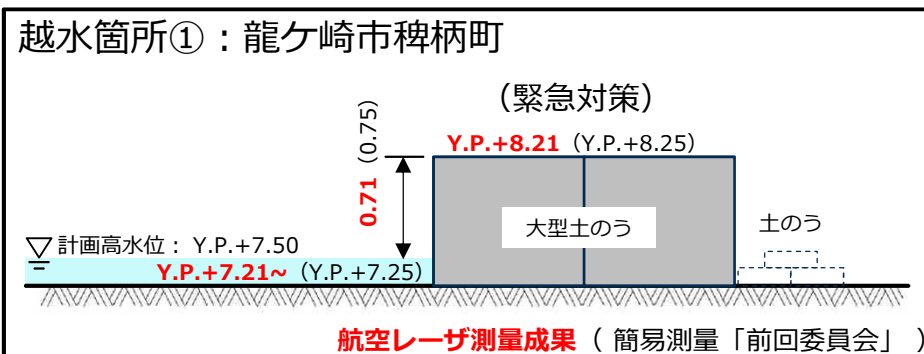 越水箇所①:龍ケ崎市稗柄町
(緊急対策)
Y.P.+8.21(Y.P.+8.25)
0.71(0.75)
大型土のう
土のう
計画高水位: Y.P.+7.50
Y.P.+7.21~(Y.P.+7.25)
航空レーザ測量成果( 簡易測量「前回委員会」 )